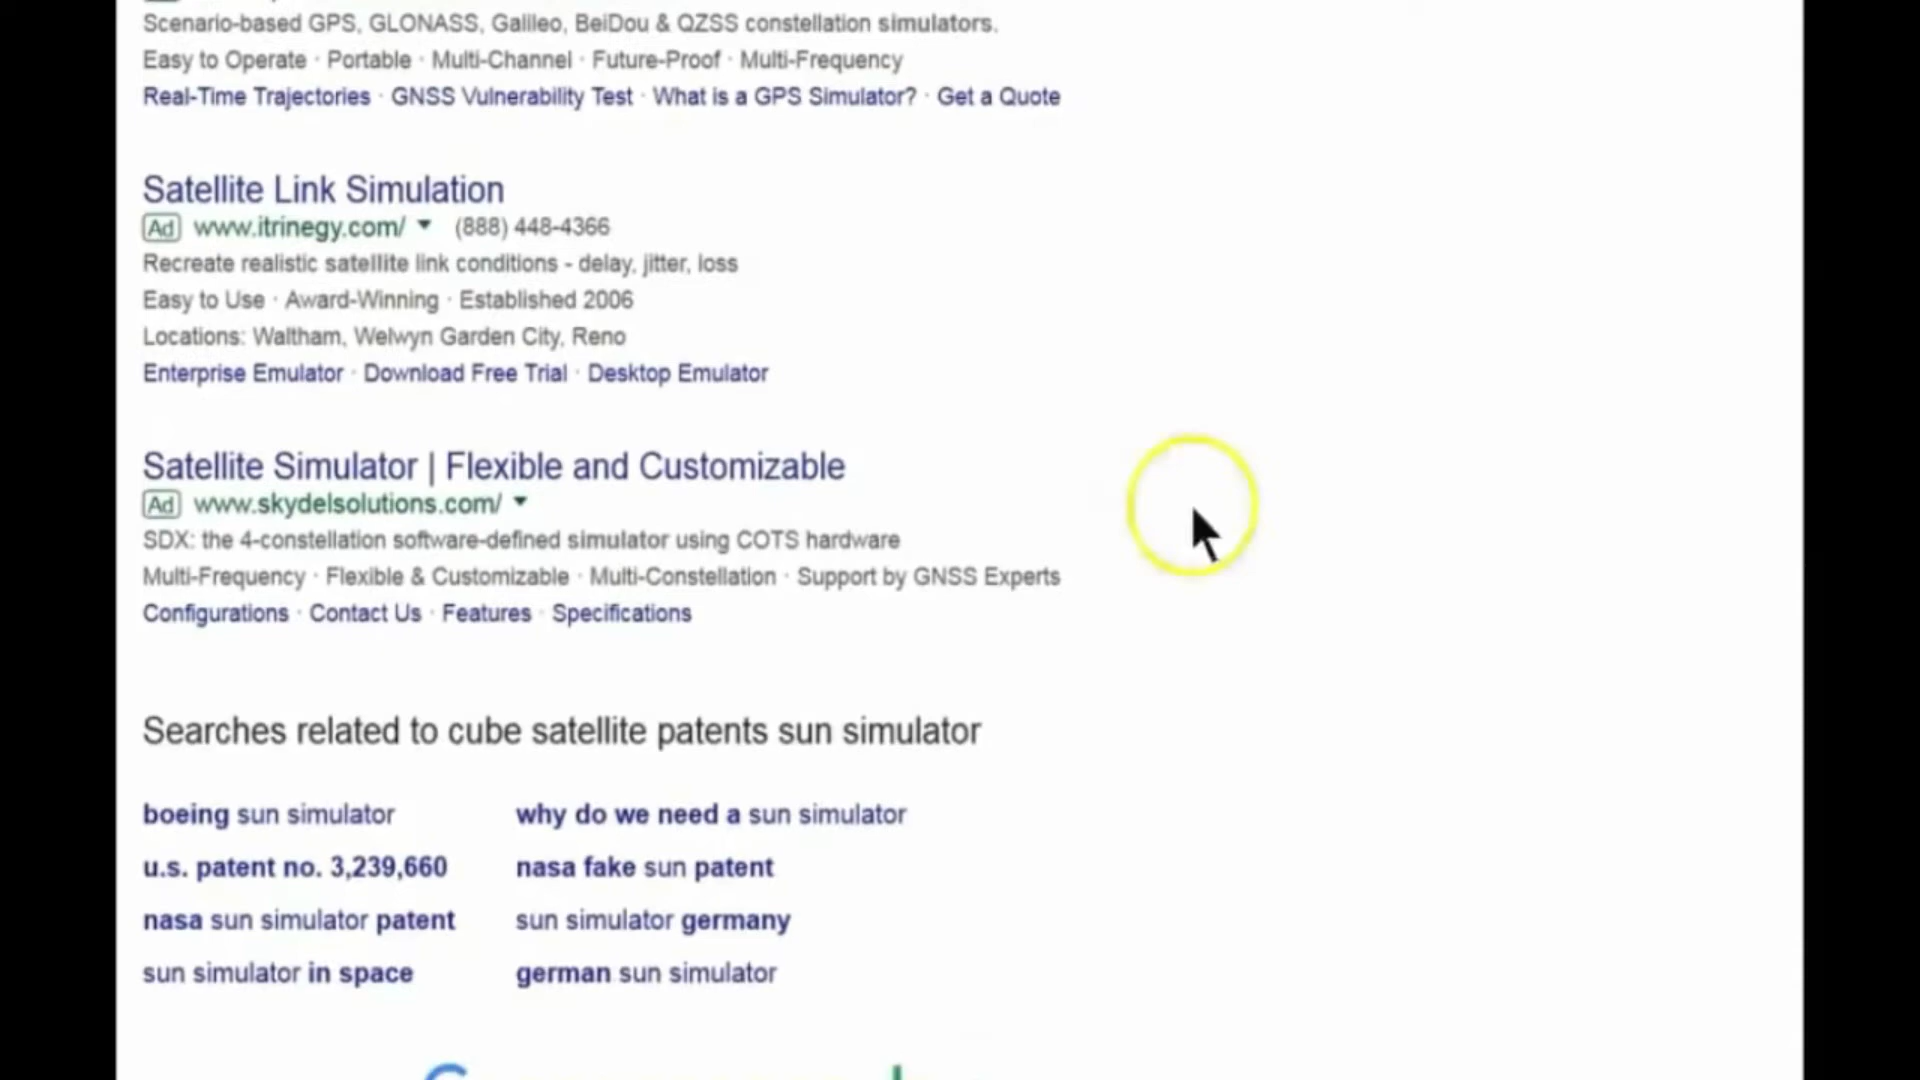 Scenario-based GPS, GLONASS, Galileo, BeiDou & QZSS constellation simulators.
Easy to Operate · Portable · Multi-Channel · Future-Proof · Multi-Frequency
Real-Time Trajectories · GNSS Vulnerability Test · What is a GPS Simulator? · Get a Quote
Satellite Link Simulation
Ad www.itrinegy.com/ (888) 448-4366
Recreate realistic satellite link conditions - delay, jitter, loss
Easy to Use · Award-Winning · Established 2006
Locations: Waltham, Welwyn Garden City, Reno
Enterprise Emulator · Download Free Trial · Desktop Emulator
Satellite Simulator | Flexible and Customizable
Ad www.skydelsolutions.com/
SDX: the 4-constellation software-defined simulator using COTS hardware
Multi-Frequency · Flexible & Customizable · Multi-Constellation · Support by GNSS Experts
Configurations · Contact Us · Features · Specifications
Searches related to cube satellite patents sun simulator
boeing sun simulator
why do we need a sun simulator
u.s. patent no. 3,239,660
nasa fake sun patent
nasa sun simulator patent
sun simulator germany
sun simulator in space
german sun simulator